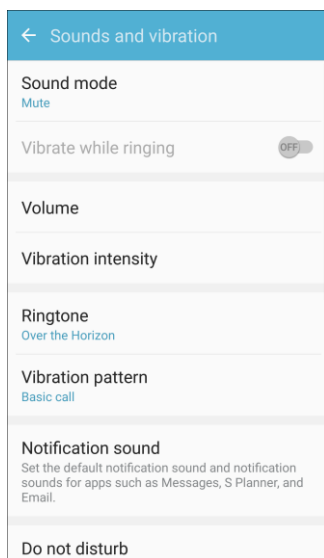 Sounds and vibration
Sound mode
Mute
Vibrate while ringing
OFF
Volume
Vibration intensity
Ringtone
Over the Horizon
Vibration pattern
Basic call
Notification sound
Set the default notification sound and notification
sounds for apps such as Messages, S Planner, and
Email.
Do not disturb